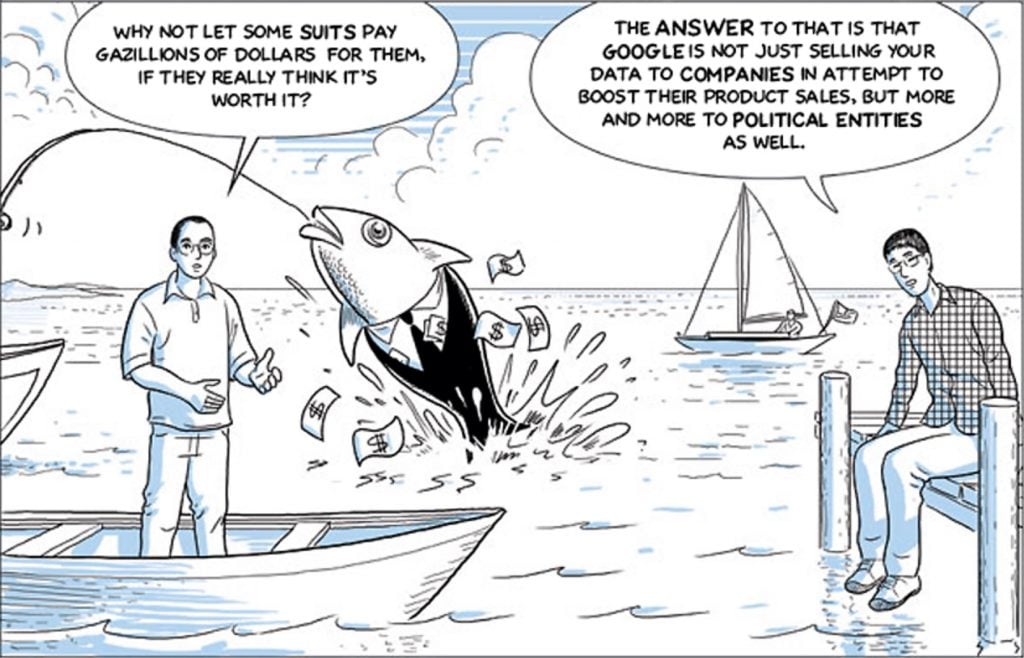 WHY NOT LET SOME SUITS PAY
GAZILLIONS OF DOLLARS FOR THEM,
IF THEY REALLY THINK IT'S
WORTH IT?
THE ANSWER TO THAT IS THAT
GOOGLE IS NOT JUST SELLING YOUR
DATA TO COMPANIES IN ATTEMPT TO
BOOST THEIR PRODUCT SALES, BUT MORE
AND MORE TO POLITICAL ENTITIES
AS WELL.
$
$
$
$
$
$